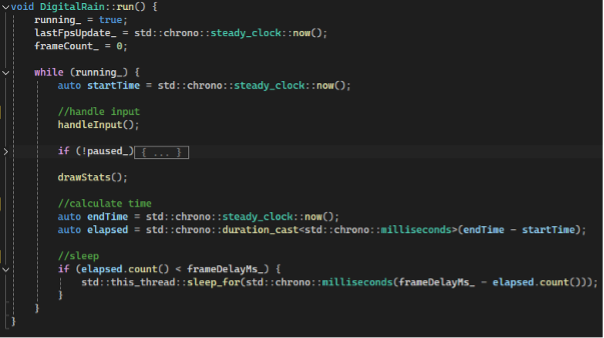 void DigitalRain::run() {
running_ = true;
lastFpsUpdate_ = std::chrono::steady_clock::now();
frameCount_ = 0;
while (running_) {
auto startTime = std::chrono::steady_clock::now();
//handle input
handleInput();
if (!paused_) { ... }
drawStats();
//calculate time
auto endTime = std::chrono::steady_clock::now();
auto elapsed = std::chrono::duration_cast<std::chrono::milliseconds>(endTime - startTime);
//sleep
if (elapsed.count() < frameDelayMs_) {
std::this_thread::sleep_for(std::chrono::milliseconds(frameDelayMs_ - elapsed.count()));
}
}
}